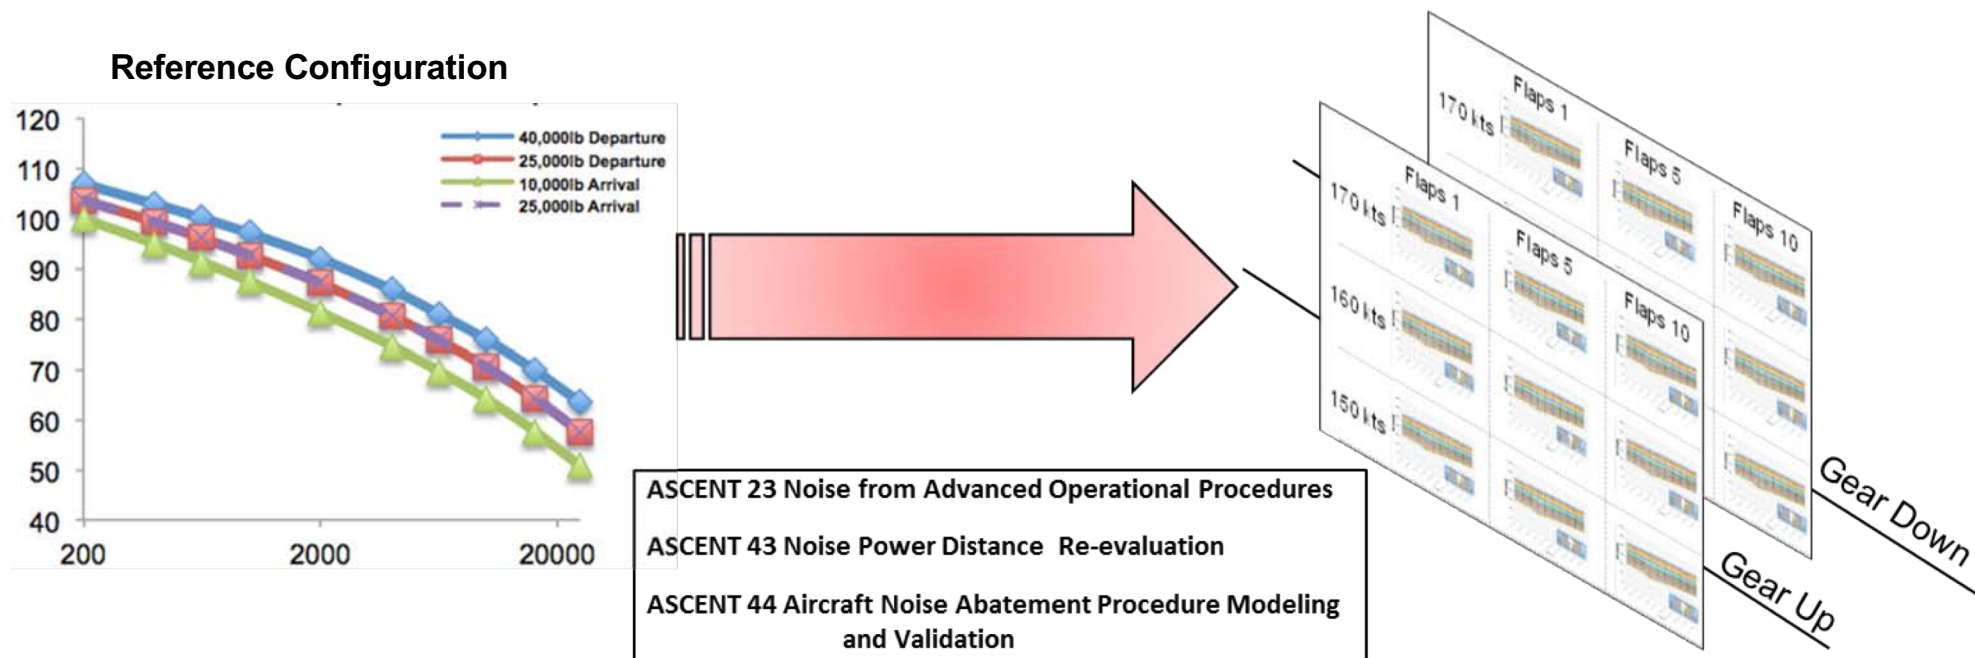 Reference Configuration
120
110
100
90
80
70
60
50
40
200
2000
20000
40,000lb Departure
25,000lb Departure
10,000lb Arrival
25,000lb Arrival
ASCENT 23 Noise from Advanced Operational Procedures
ASCENT 43 Noise Power Distance Re-evaluation
ASCENT 44 Aircraft Noise Abatement Procedure Modeling
and Validation
Flaps 1
Flaps 5
Flaps 10
170 kts
Gear Down
Flaps 1
Flaps 5
Flaps 10
170 kts
160 kts
150 kts
Gear Up